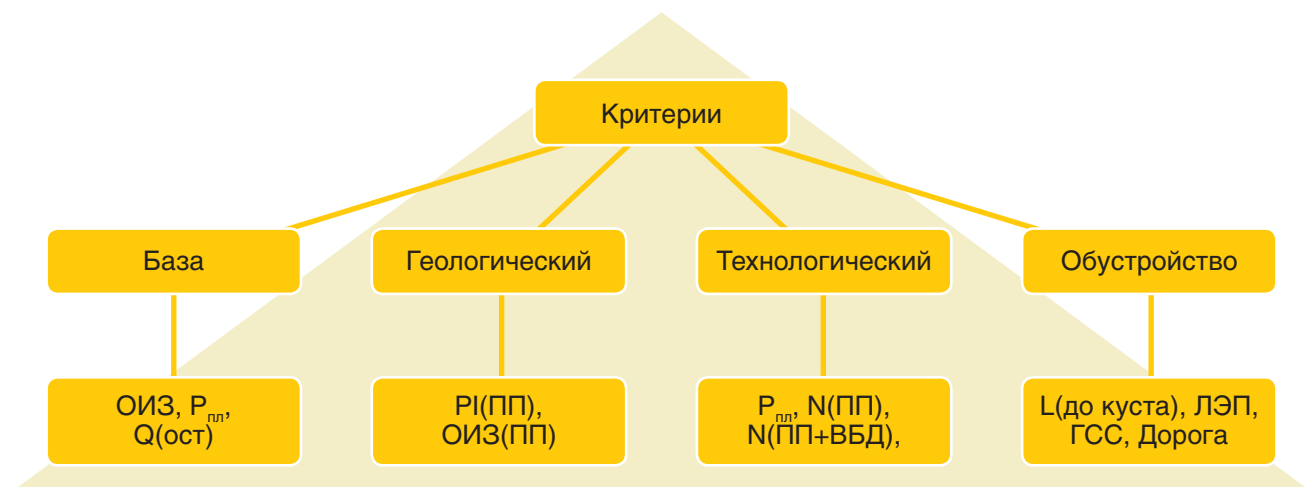 Критерии
База
Геологический
Технологический
Обустройство
ОИЗ, Pпл,
Q(ост)
PI(ПП),
ОИЗ(ПП)
Pпл, N(ПП),
N(ПП+ВБД),
L(до куста), ЛЭП,
ГСС, Дорога